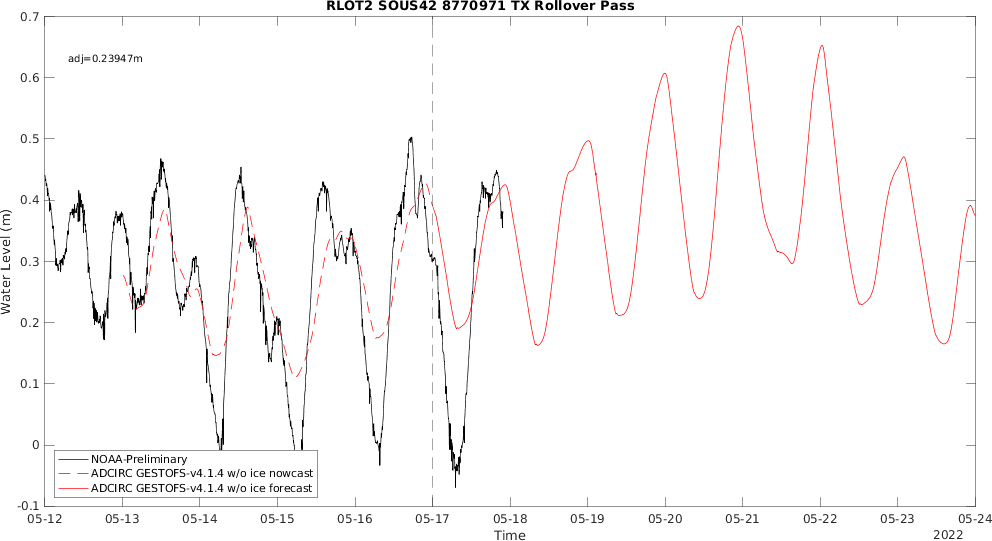 RLOT2 SOUS42 8770971 TX Rollover Pass
adj=0.23947m
0.7
0.6
0.5
0.4
0.3
0.2
0.1
0
-0.1
Water Level (m)
NOAA-Preliminary
ADCIRC GESTOFS-v4.1.4 w/o ice nowcast
ADCIRC GESTOFS-v4.1.4 w/o ice forecast
05-12 05-13 05-14 05-15 05-16 05-17 05-18 05-19 05-20 05-21 05-22 05-23 05-24
Time
2022